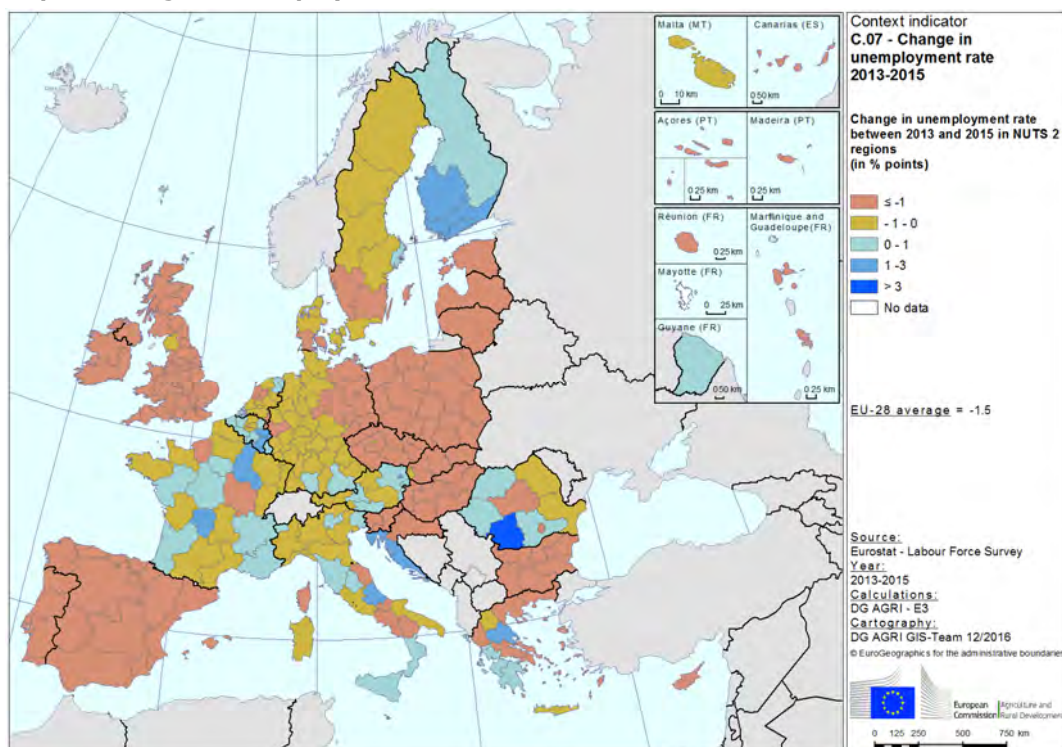 Malta (MT)
0 10 km
Canarias (ES)
0 50 km
Açores (PT)
0 25 km
Madeira (PT)
0 25 km
Réunion (FR)
0 25 km
Martinique and
Guadeloupe(FR)
0 25 km
Mayotte (FR)
0 25 km
Guyane (FR)
0 50 km
Context indicator
C.07 - Change in
unemployment rate
2013-2015
Change in unemployment rate
between 2013 and 2015 in NUTS 2
regions
(in % points)
≤ -1
- 1 - 0
0 - 1
1 - 3
> 3
No data
EU-28 average = -1.5
Source:
Eurostat - Labour Force Survey
Year:
2013-2015
Calculations:
DG AGRI - E3
Cartography:
DG AGRI GIS-Team 12/2016
© EuroGeographics for the administrative boundaries
European
Commission
Agriculture and
Rural Development
0 125 250 500 750 km